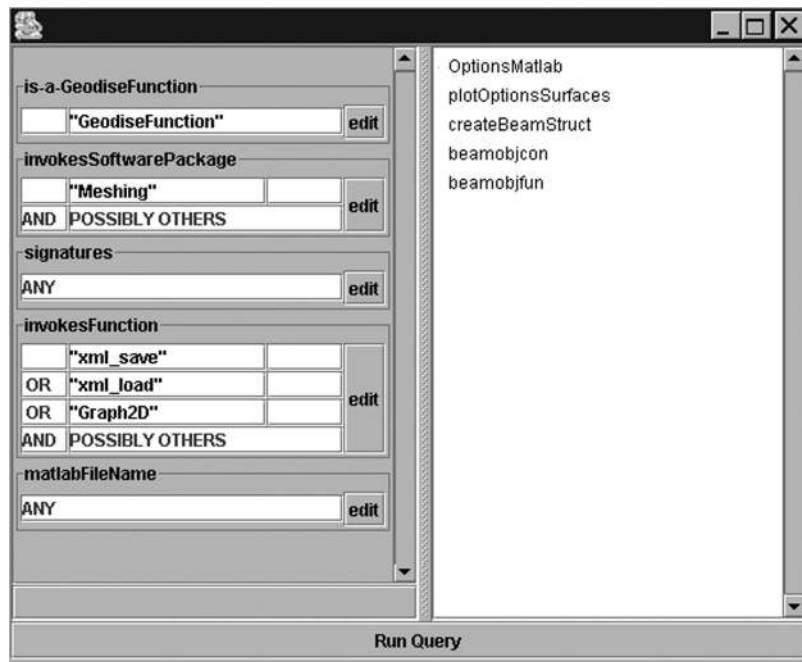 is-a-GeodiseFunction
"GeodiseFunction" edit
invokesSoftwarePackage
"Meshing"
edit
AND POSSIBLY OTHERS
signatures
ANY edit
invokesFunction
"xml_save"
OR "xml_load"
edit
OR "Graph2D"
AND POSSIBLY OTHERS
matlabFileName
ANY edit
OptionsMatlab
plotOptionsSurfaces
createBeamStruct
beamobjcon
beamobjfun
Run Query